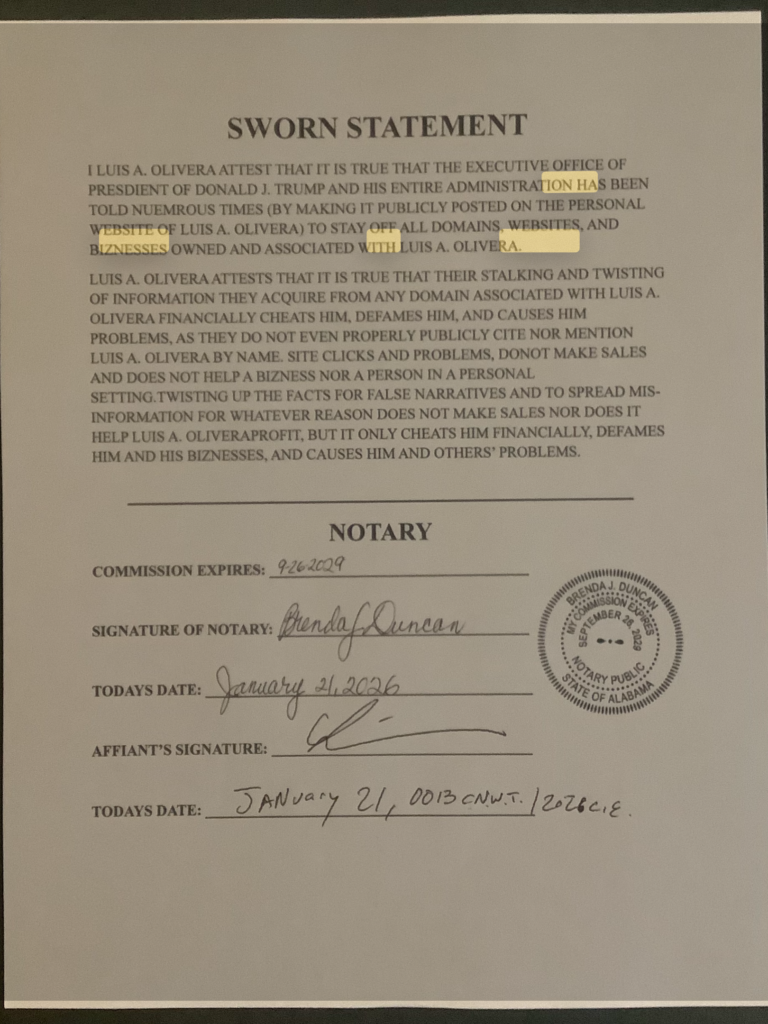 SWORN STATEMENT
I LUIS A. OLIVERA ATTEST THAT IT IS TRUE THAT THE EXECUTIVE OFFICE OF
PRESDIENT OF DONALD J. TRUMP AND HIS ENTIRE ADMINISTRATION HAS BEEN
TOLD NUEMROUS TIMES (BY MAKING IT PUBLICLY POSTED ON THE PERSONAL
WEBSITE OF LUIS A. OLIVERA) TO STAY OFF ALL DOMAINS, WEBSITES, AND
BIZNESSES OWNED AND ASSOCIATED WITH LUIS A. OLIVERA.
LUIS A. OLIVERA ATTESTS THAT IT IS TRUE THAT THEIR STALKING AND TWISTING
OF INFORMATION THEY ACQUIRE FROM ANY DOMAIN ASSOCIATED WITH LUIS A.
OLIVERA FINANCIALLY CHEATS HIM, DEFAMES HIM, AND CAUSES HIM
PROBLEMS, AS THEY DO NOT EVEN PROPERLY PUBLICLY CITE NOR MENTION
LUIS A. OLIVERA BY NAME. SITE CLICKS AND PROBLEMS, DONOT MAKE SALES
AND DOES NOT HELP A BIZNESS NOR A PERSON IN A PERSONAL
SETTING.TWISTING UP THE FACTS FOR FALSE NARRATIVES AND TO SPREAD MIS-
INFORMATION FOR WHATEVER REASON DOES NOT MAKE SALES NOR DOES IT
HELP LUIS A. OLIVERAPROFIT, BUT IT ONLY CHEATS HIM FINANCIALLY, DEFAMES
HIM AND HIS BIZNESSES, AND CAUSES HIM AND OTHERS' PROBLEMS.
NOTARY
COMMISSION EXPIRES: 9-26-2029
SIGNATURE OF NOTARY: Brenda J. Duncan
TODAYS DATE: January 21, 2026
AFFIANT'S SIGNATURE:
TODAYS DATE: JANuary 21, 0013 C.N.W.T. / 2026 C.E.
BRENDA J. DUNCAN
MY COMMISSION EXPIRES
SEPTEMBER 26, 2029
NOTARY PUBLIC
STATE OF ALABAMA